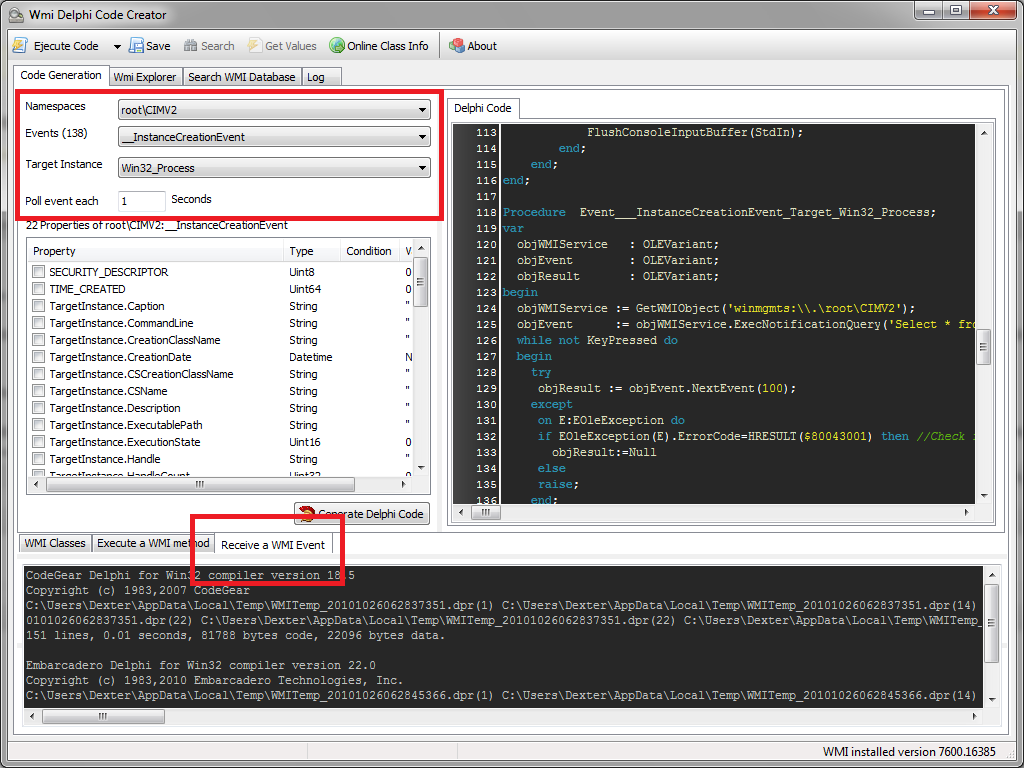 Wmi Delphi Code Creator
Ejecute Code Save Search Get Values Online Class Info About
Code Generation Wmi Explorer Search WMI Database Log
Namespaces root\CIMV2
Events (138) __InstanceCreationEvent
Target Instance Win32_Process
Poll event each 1 Seconds
22 Properties of root\CIMV2:__InstanceCreationEvent
Property Type Condition V
SECURITY_DESCRIPTOR Uint8 0
TIME_CREATED Uint64 0
TargetInstance.Caption String "
TargetInstance.CommandLine String "
TargetInstance.CreationClassName String "
TargetInstance.CreationDate Datetime N
TargetInstance.CSCreationClassName String "
TargetInstance.CSName String "
TargetInstance.Description String "
TargetInstance.ExecutablePath String "
TargetInstance.ExecutionState Uint16 0
TargetInstance.Handle String "
TargetInstance.HandleCount Uint32 0
Generate Delphi Code
Delphi Code
113 FlushConsoleInputBuffer(StdIn);
114 end;
115 end;
116 end;
117
118 Procedure Event___InstanceCreationEvent_Target_Win32_Process;
119 var
120 objWMIService : OLEVariant;
121 objEvent : OLEVariant;
122 objResult : OLEVariant;
123 begin
124 objWMIService := GetWMIObject('winmgmts:\\.\root\CIMV2');
125 objEvent := objWMIService.ExecNotificationQuery('Select * fro
126 while not KeyPressed do
127 begin
128 try
129 objResult := objEvent.NextEvent(100);
130 except
131 on E:EOleException do
132 if EOleException(E).ErrorCode=HRESULT($80043001) then //Check
133 objResult:=Null
134 else
135 raise;
136 end;
WMI Classes Execute a WMI method Receive a WMI Event
CodeGear Delphi for Win32 compiler version 18.5
Copyright (c) 1983,2007 CodeGear
C:\Users\Dexter\AppData\Local\Temp\WMITemp_20101026062837351.dpr(1) C:\Users\Dexter\AppData\Local\Temp\WMITemp_20101026062837351.dpr(14)
0101026062837351.dpr(22) C:\Users\Dexter\AppData\Local\Temp\WMITemp_20101026062837351.dpr(22) C:\Users\Dexter\AppData\Local\Temp\WMITemp_
151 lines, 0.01 seconds, 81788 bytes code, 22096 bytes data.
Embarcadero Delphi for Win32 compiler version 22.0
Copyright (c) 1983,2010 Embarcadero Technologies, Inc.
C:\Users\Dexter\AppData\Local\Temp\WMITemp_20101026062845366.dpr(1) C:\Users\Dexter\AppData\Local\Temp\WMITemp_20101026062845366.dpr(14)
WMI installed version 7600.16385